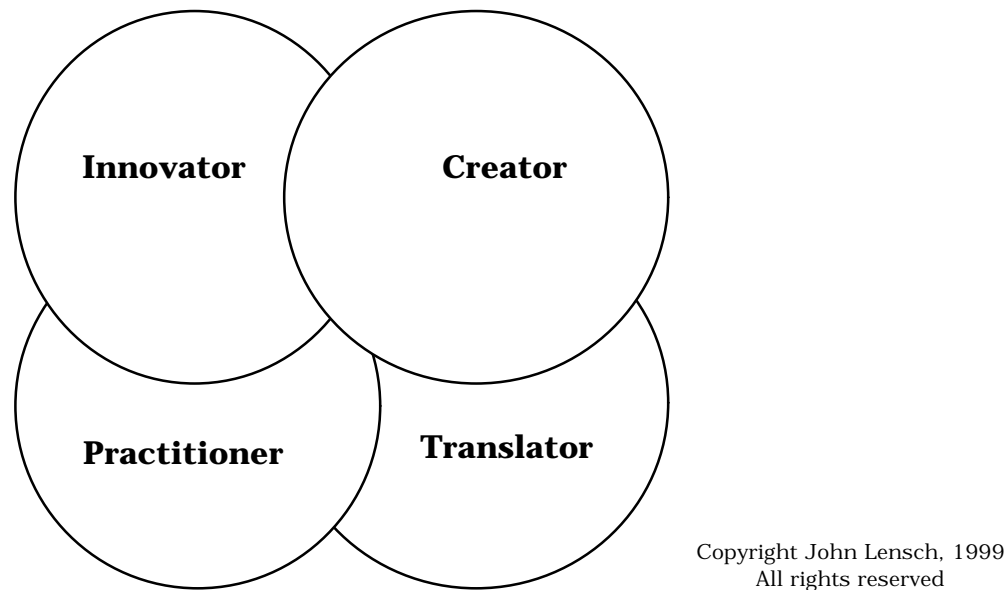 Innovator
Creator
Practitioner
Translator
Copyright John Lensch, 1999
All rights reserved